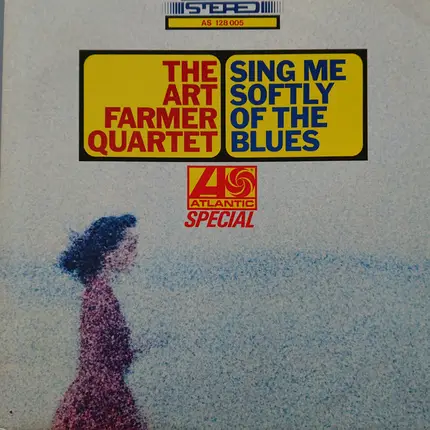 STEREO
AS 128 005
THE
ART
FARMER
QUARTET
SING ME
SOFTLY
OF THE
BLUES
ATLANTIC
SPECIAL